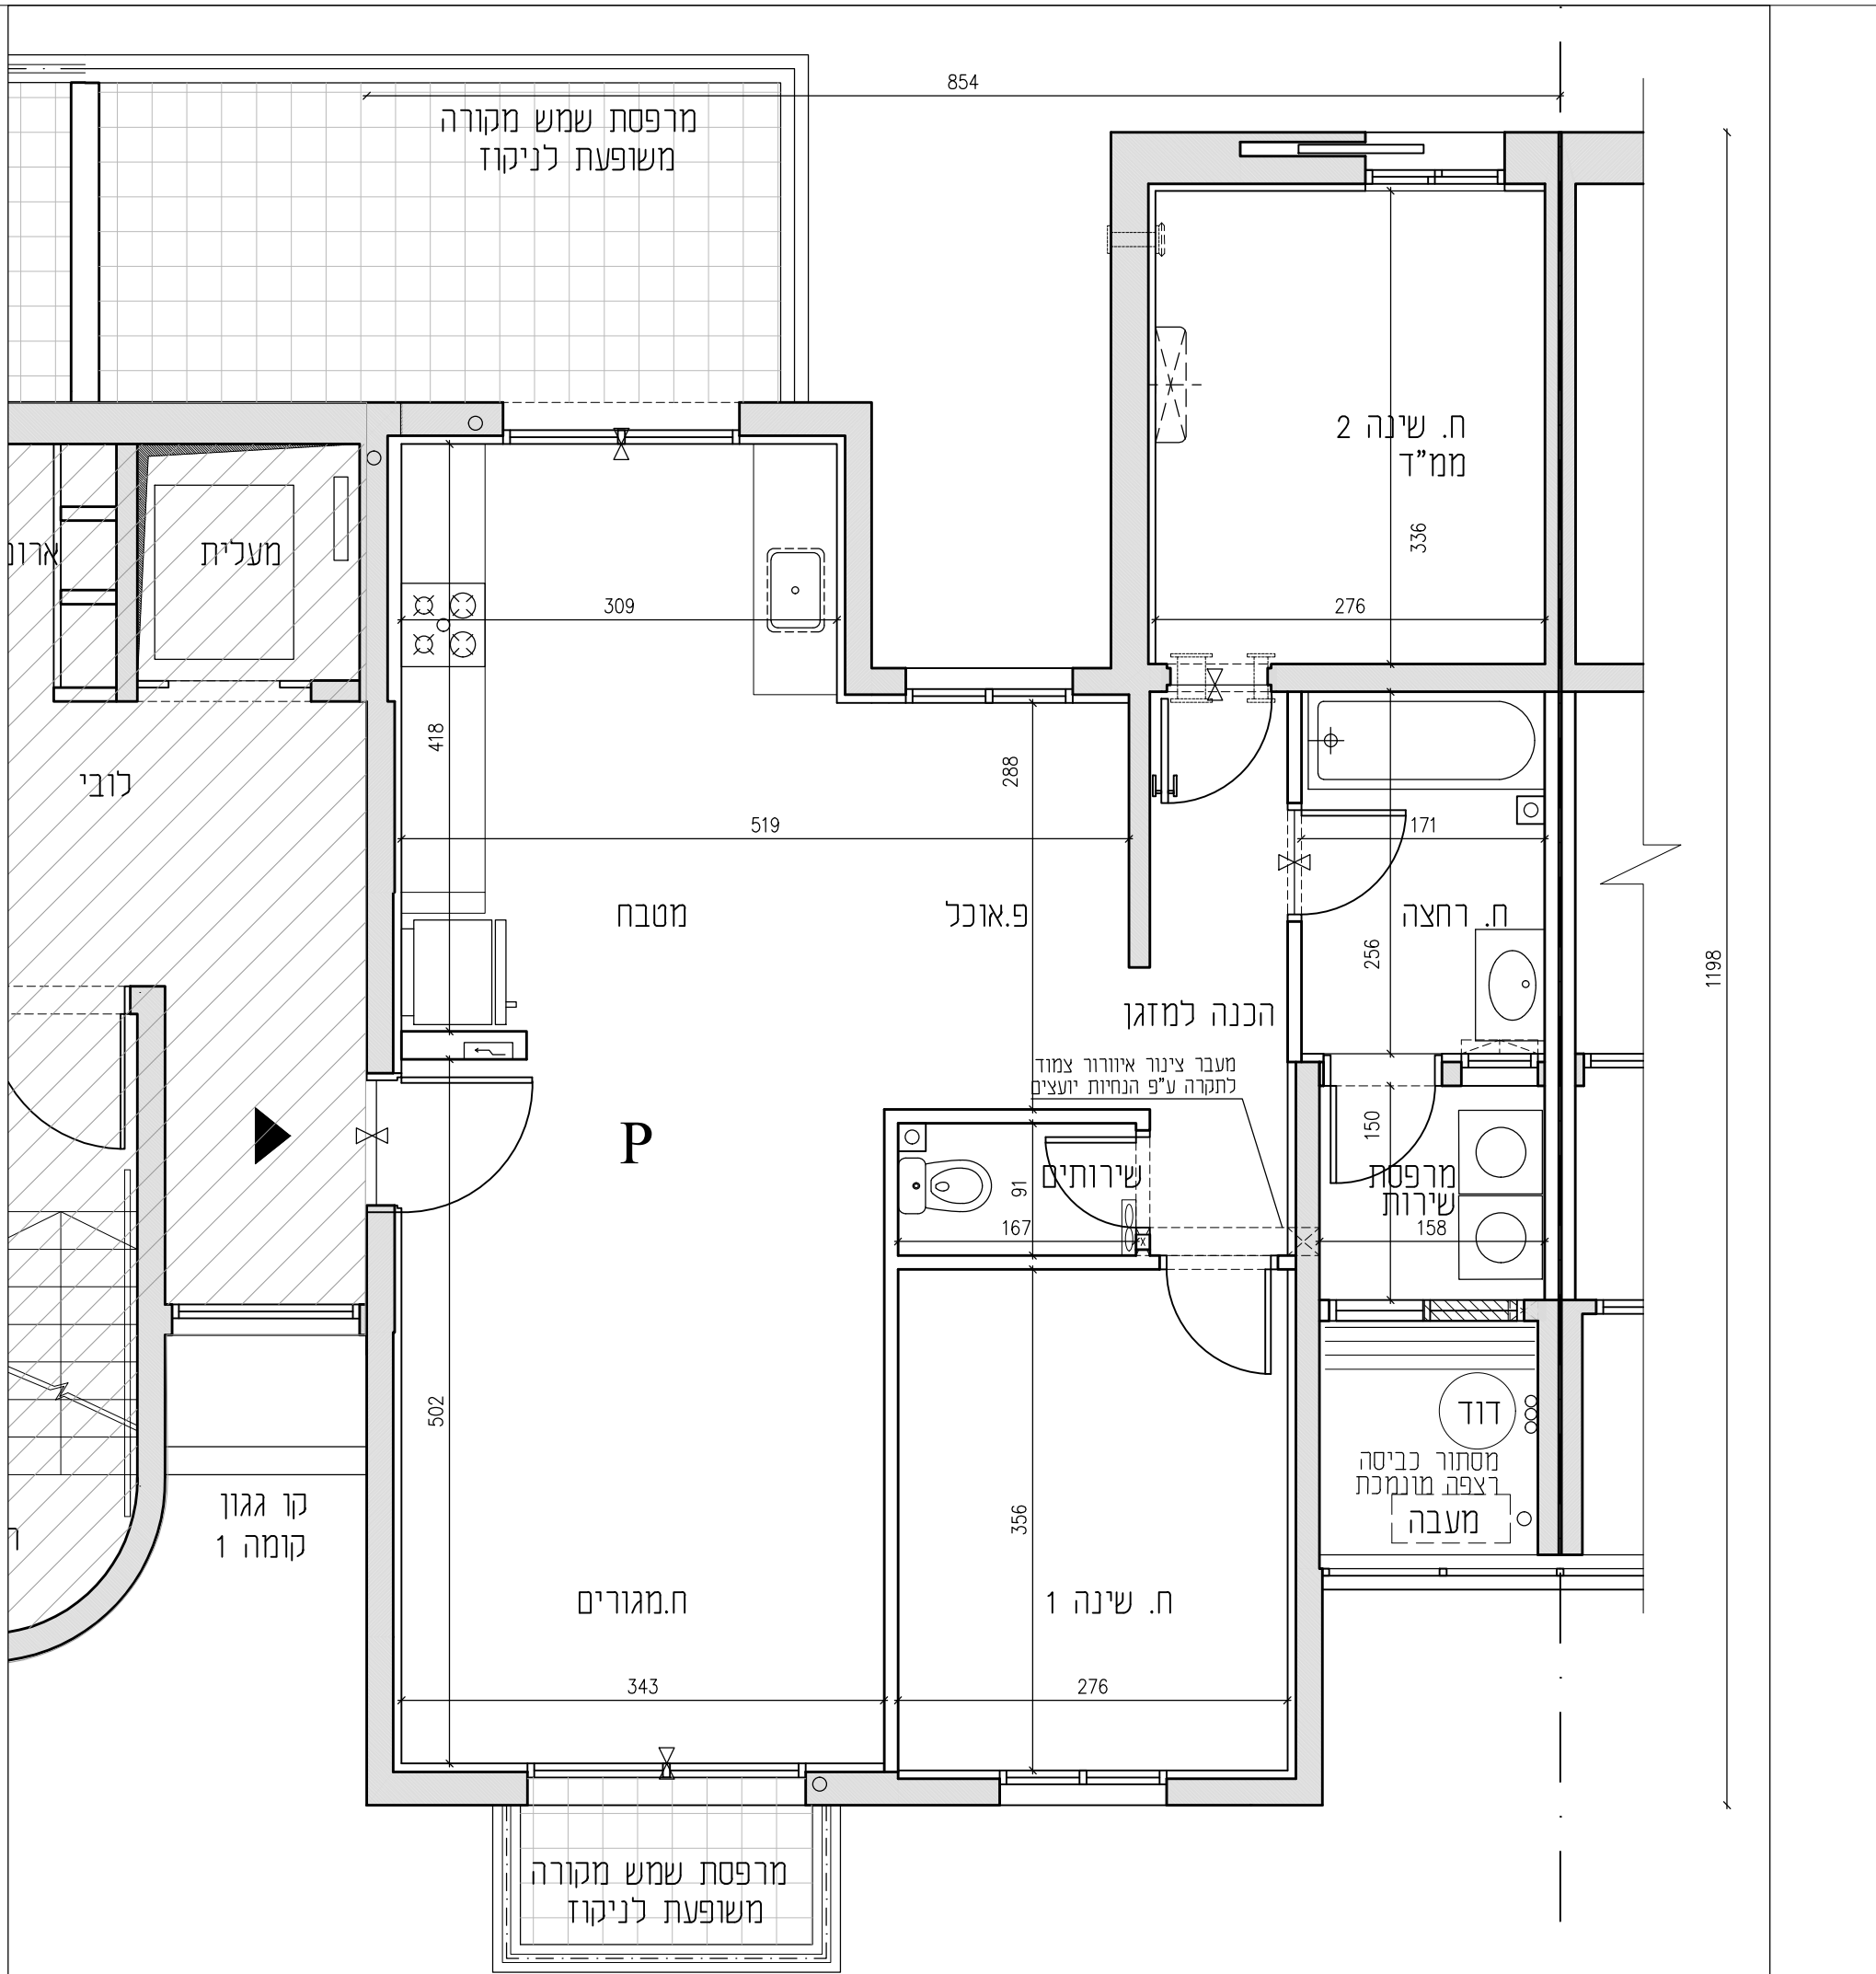 854
מרפסת שמש מקורה
משופעת לניקוז
ח. שינה 2
ממ"ד
336
276
מעלית
309
418
288
לובי
519
171
מטבח
פ.אוכל
ח. רחצה
256
1198
הכנה למזגן
מעבר צינור איוורור צמוד
לתקרה ע"פ הנחיות יועצים
P
150
שירותים
91
167
מרפסת
שירות
158
502
דוד
מסתור כביסה
רצפה מונמכת
מעבה
קו גגון
קומה 1
356
ח.מגורים
ח. שינה 1
343
276
מרפסת שמש מקורה
משופעת לניקוז